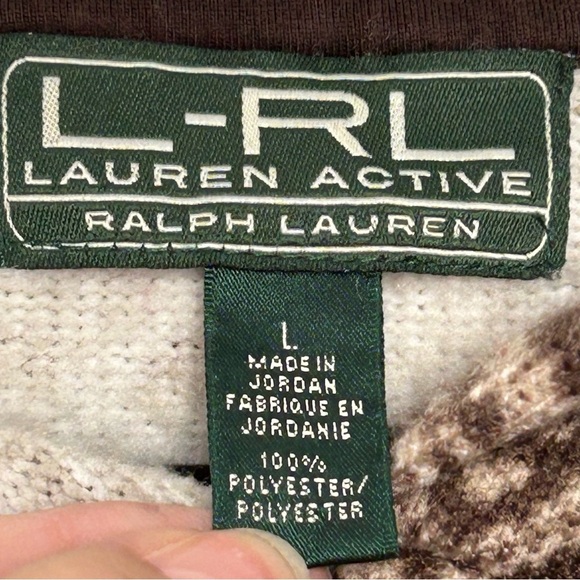 L-RL
LAUREN ACTIVE
RALPH LAUREN
L
MADE IN
JORDAN
FABRIQUE EN
JORDANIE
100%
POLYESTER/
POLYESTER